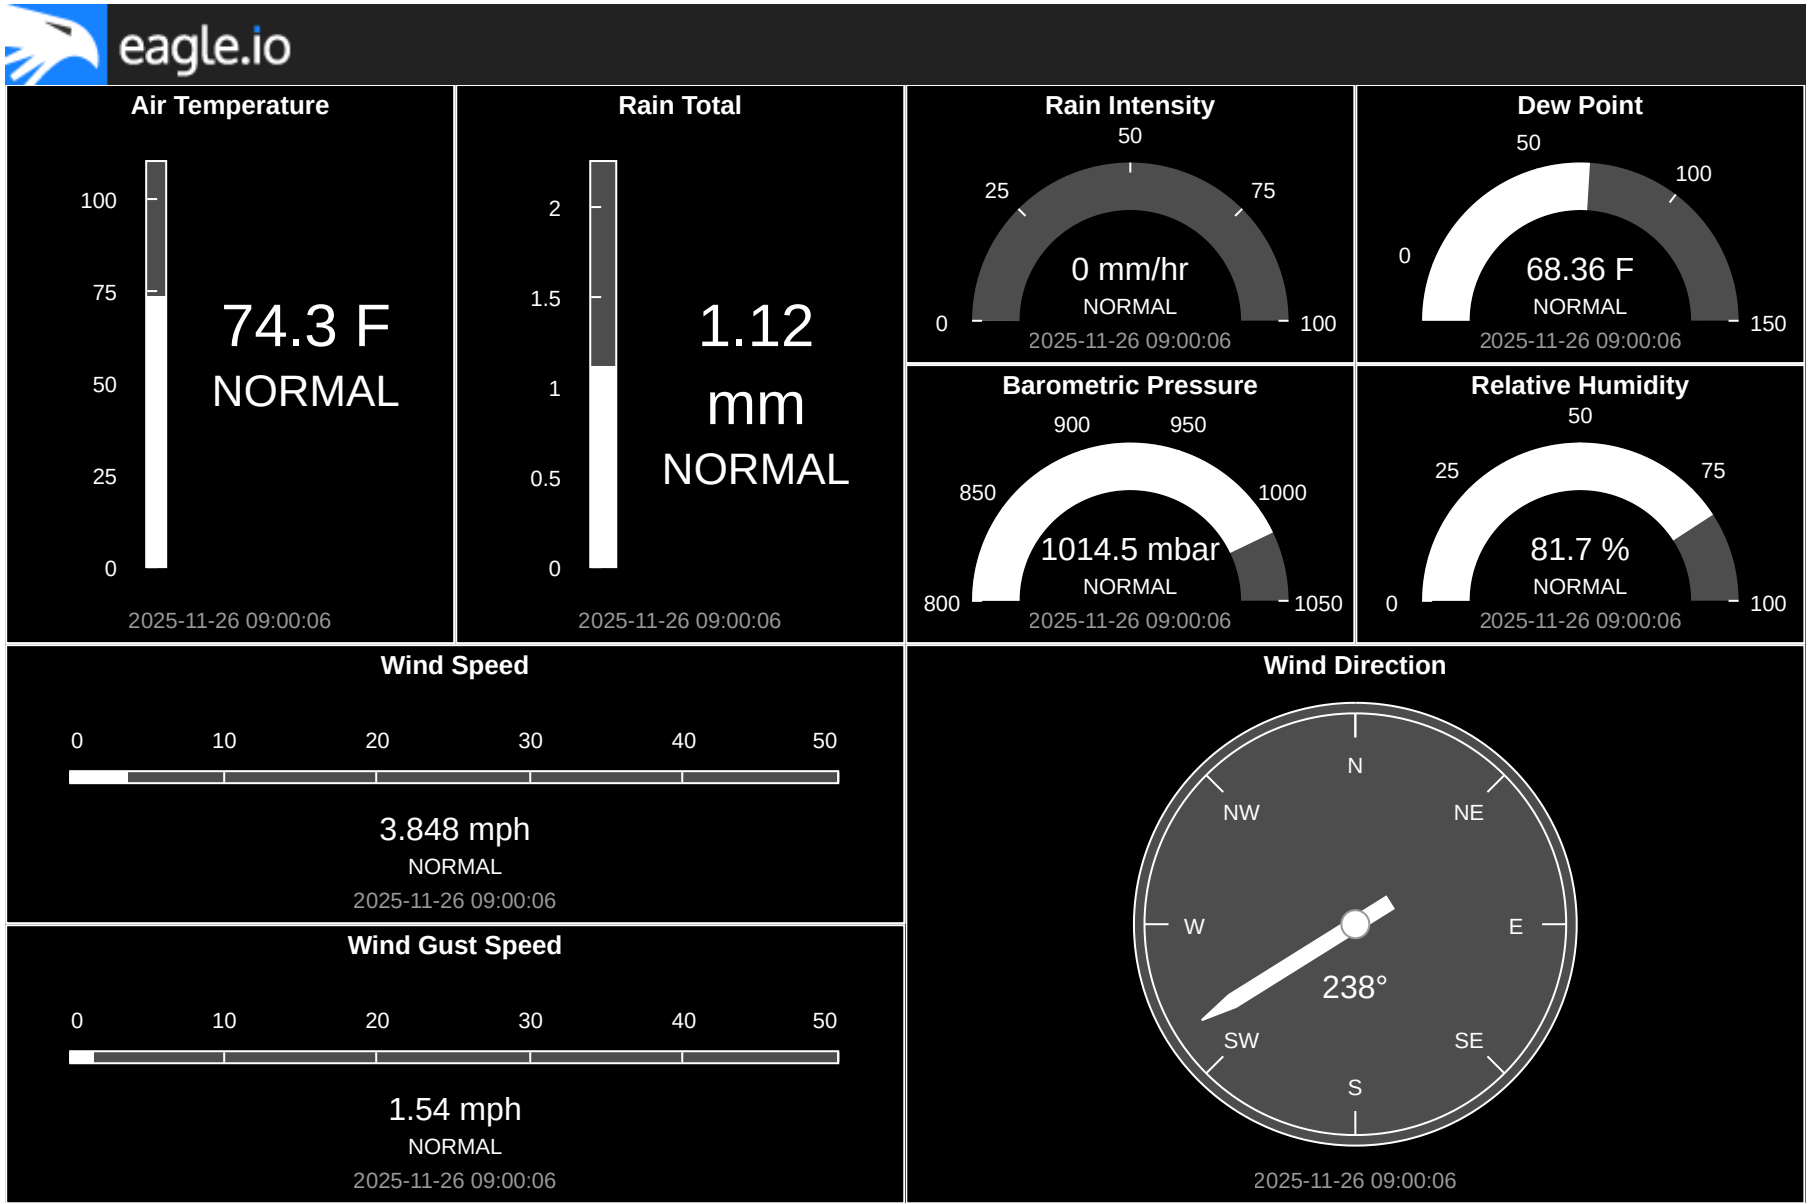 eagle.io
Air Temperature
100
75
50
25
0
74.3 F
NORMAL
2025-11-26 09:00:06
Rain Total
2
1.5
1
0.5
0
1.12
mm
NORMAL
2025-11-26 09:00:06
Rain Intensity
0
25
50
75
100
0 mm/hr
NORMAL
2025-11-26 09:00:06
Dew Point
0
50
100
150
68.36 F
NORMAL
2025-11-26 09:00:06
Barometric Pressure
800
850
900
950
1000
1050
1014.5 mbar
NORMAL
2025-11-26 09:00:06
Relative Humidity
0
25
50
75
100
81.7 %
NORMAL
2025-11-26 09:00:06
Wind Speed
0 10 20 30 40 50
3.848 mph
NORMAL
2025-11-26 09:00:06
Wind Gust Speed
0 10 20 30 40 50
1.54 mph
NORMAL
2025-11-26 09:00:06
Wind Direction
N
NW NE
W E
238°
SW SE
S
2025-11-26 09:00:06